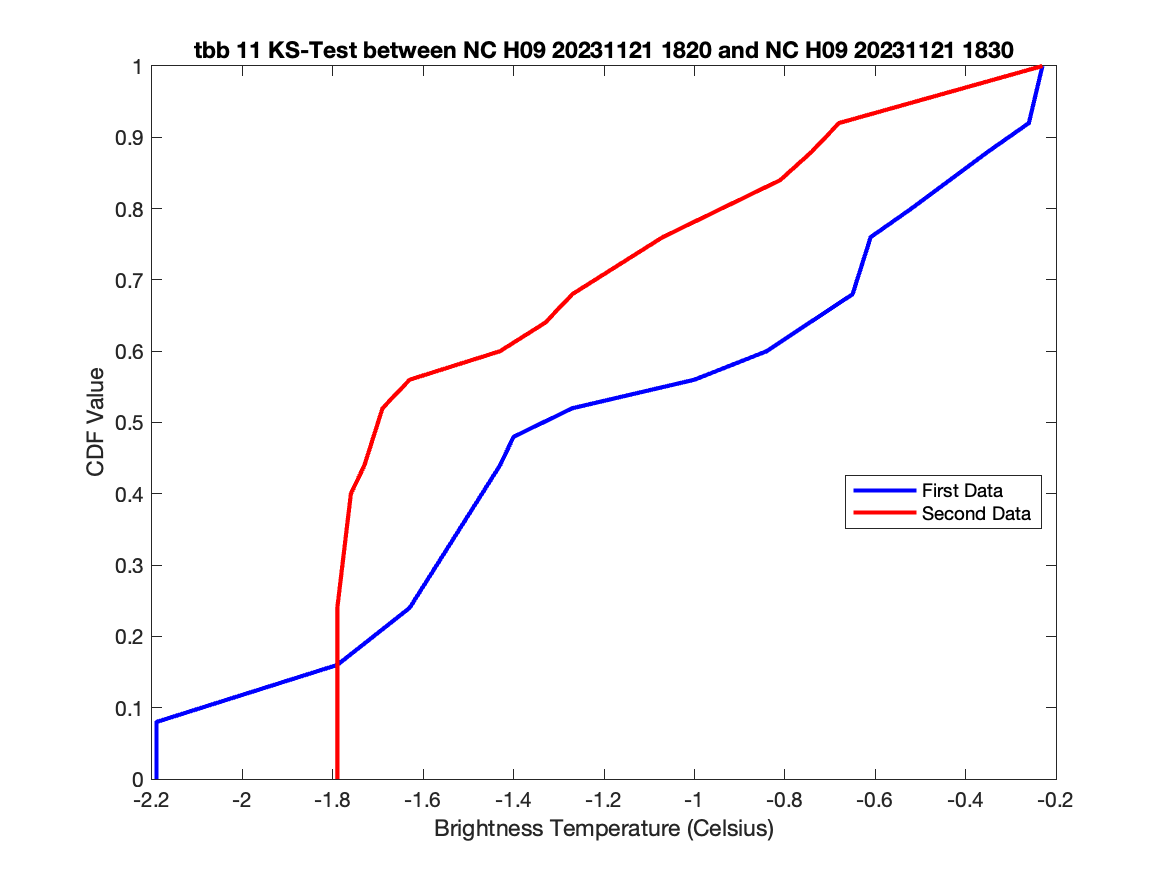 tbb 11 KS-Test between NC H09 20231121 1820 and NC H09 20231121 1830
1
0.9
0.8
0.7
0.6
0.5
0.4
0.3
0.2
0.1
0
CDF Value
First Data
Second Data
-2.2 -2 -1.8 -1.6 -1.4 -1.2 -1 -0.8 -0.6 -0.4 -0.2
Brightness Temperature (Celsius)